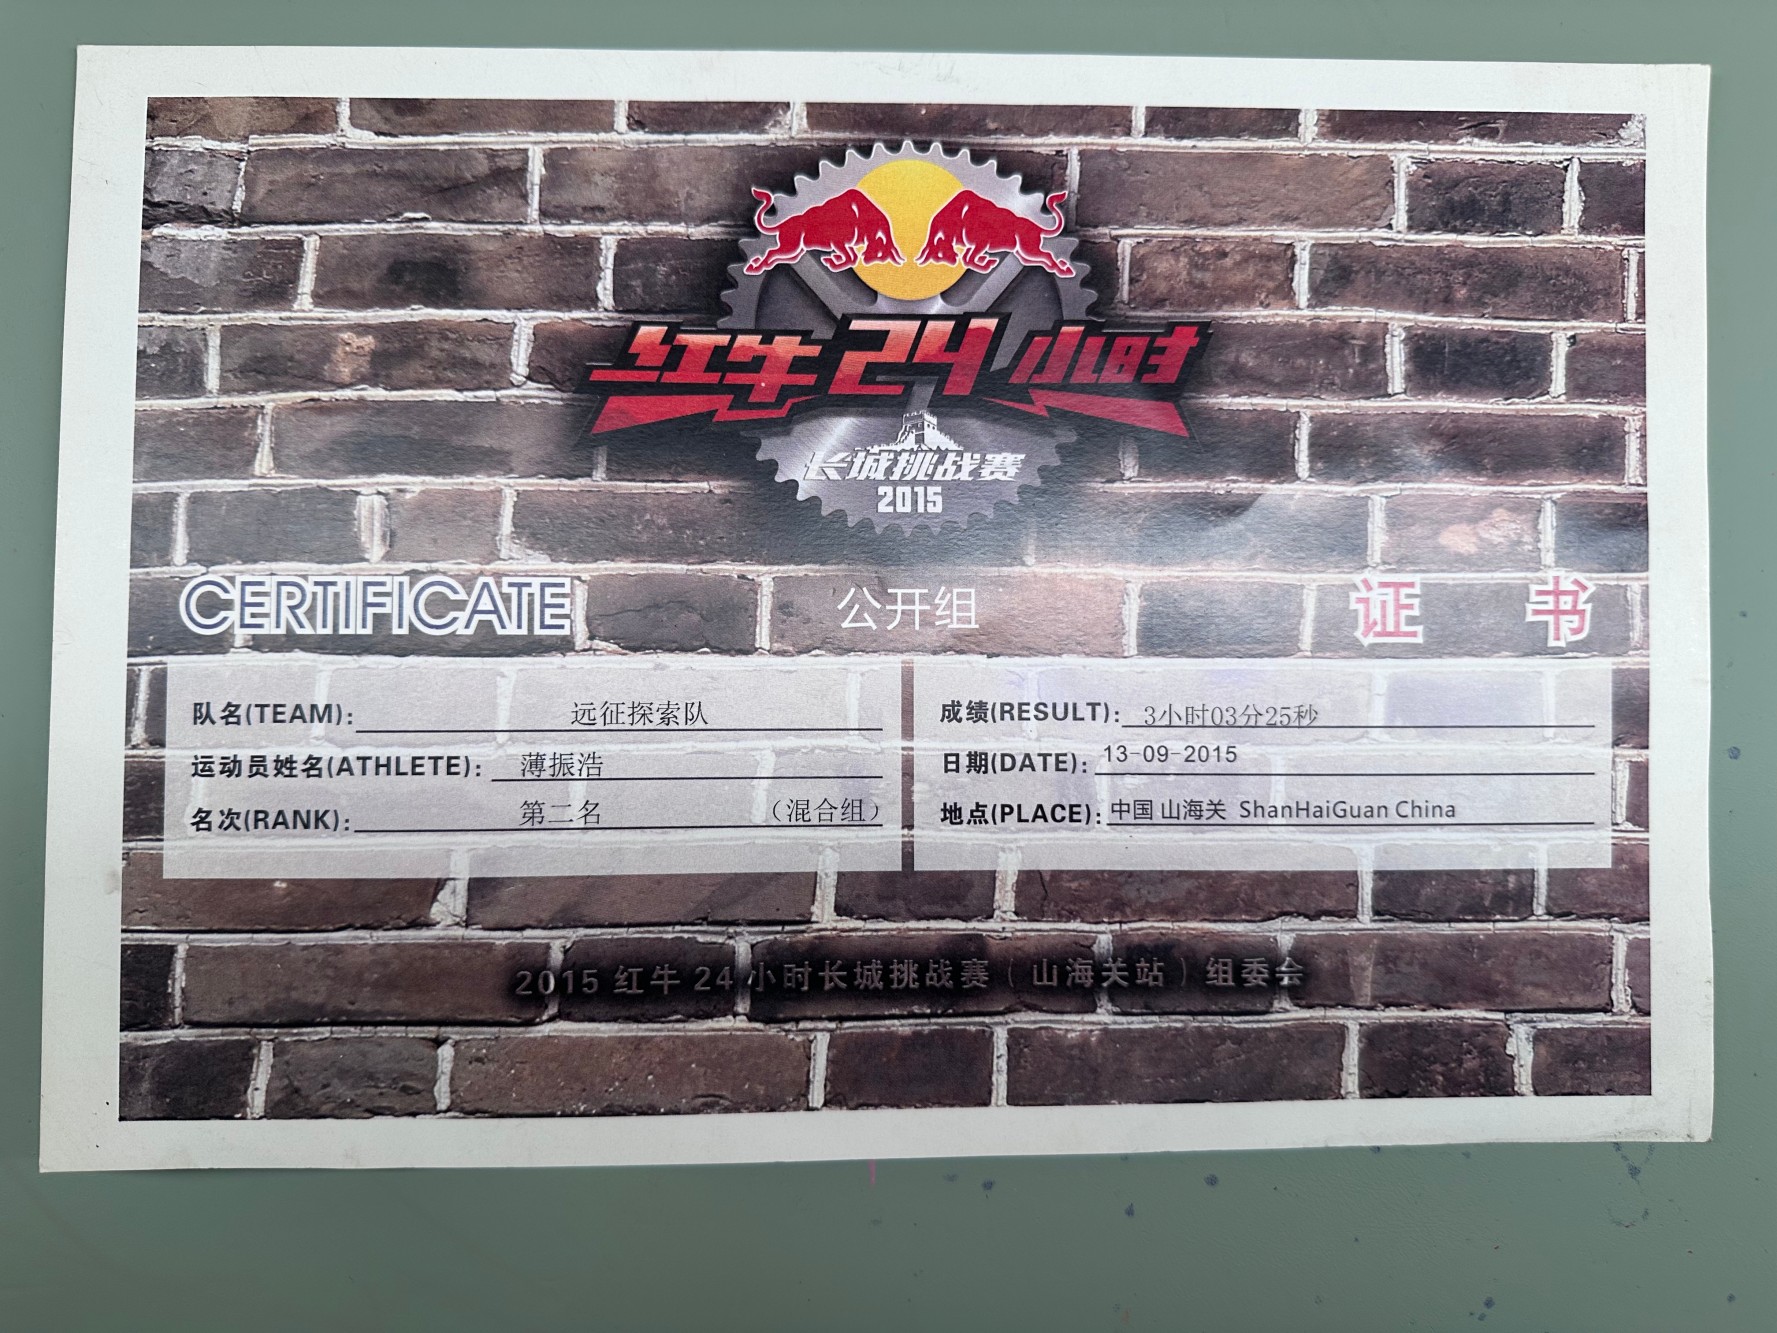 红牛24小时
长城挑战赛
2015
CERTIFICATE 公开组 证书
队名(TEAM): 远征探索队
运动员姓名(ATHLETE): 薄振浩
名次(RANK): 第二名 (混合组)
成绩(RESULT): 3小时03分25秒
日期(DATE): 13-09-2015
地点(PLACE): 中国 山海关 ShanHaiGuan China
2015 红牛 24 小时长城挑战赛(山海关站)组委会